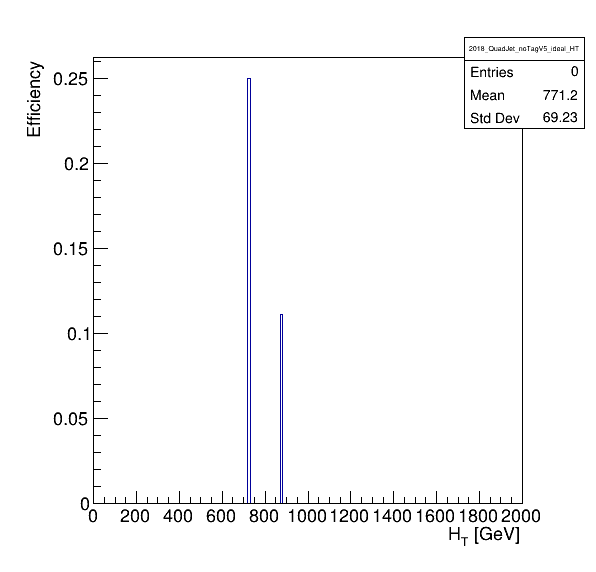 2018_QuadJet_noTagV5_ideal_HT
Entries 0
Mean 771.2
Std Dev 69.23
Efficiency
0.25
0.2
0.15
0.1
0.05
0
0 200 400 600 800 1000 1200 1400 1600 1800 2000
H_T [GeV]